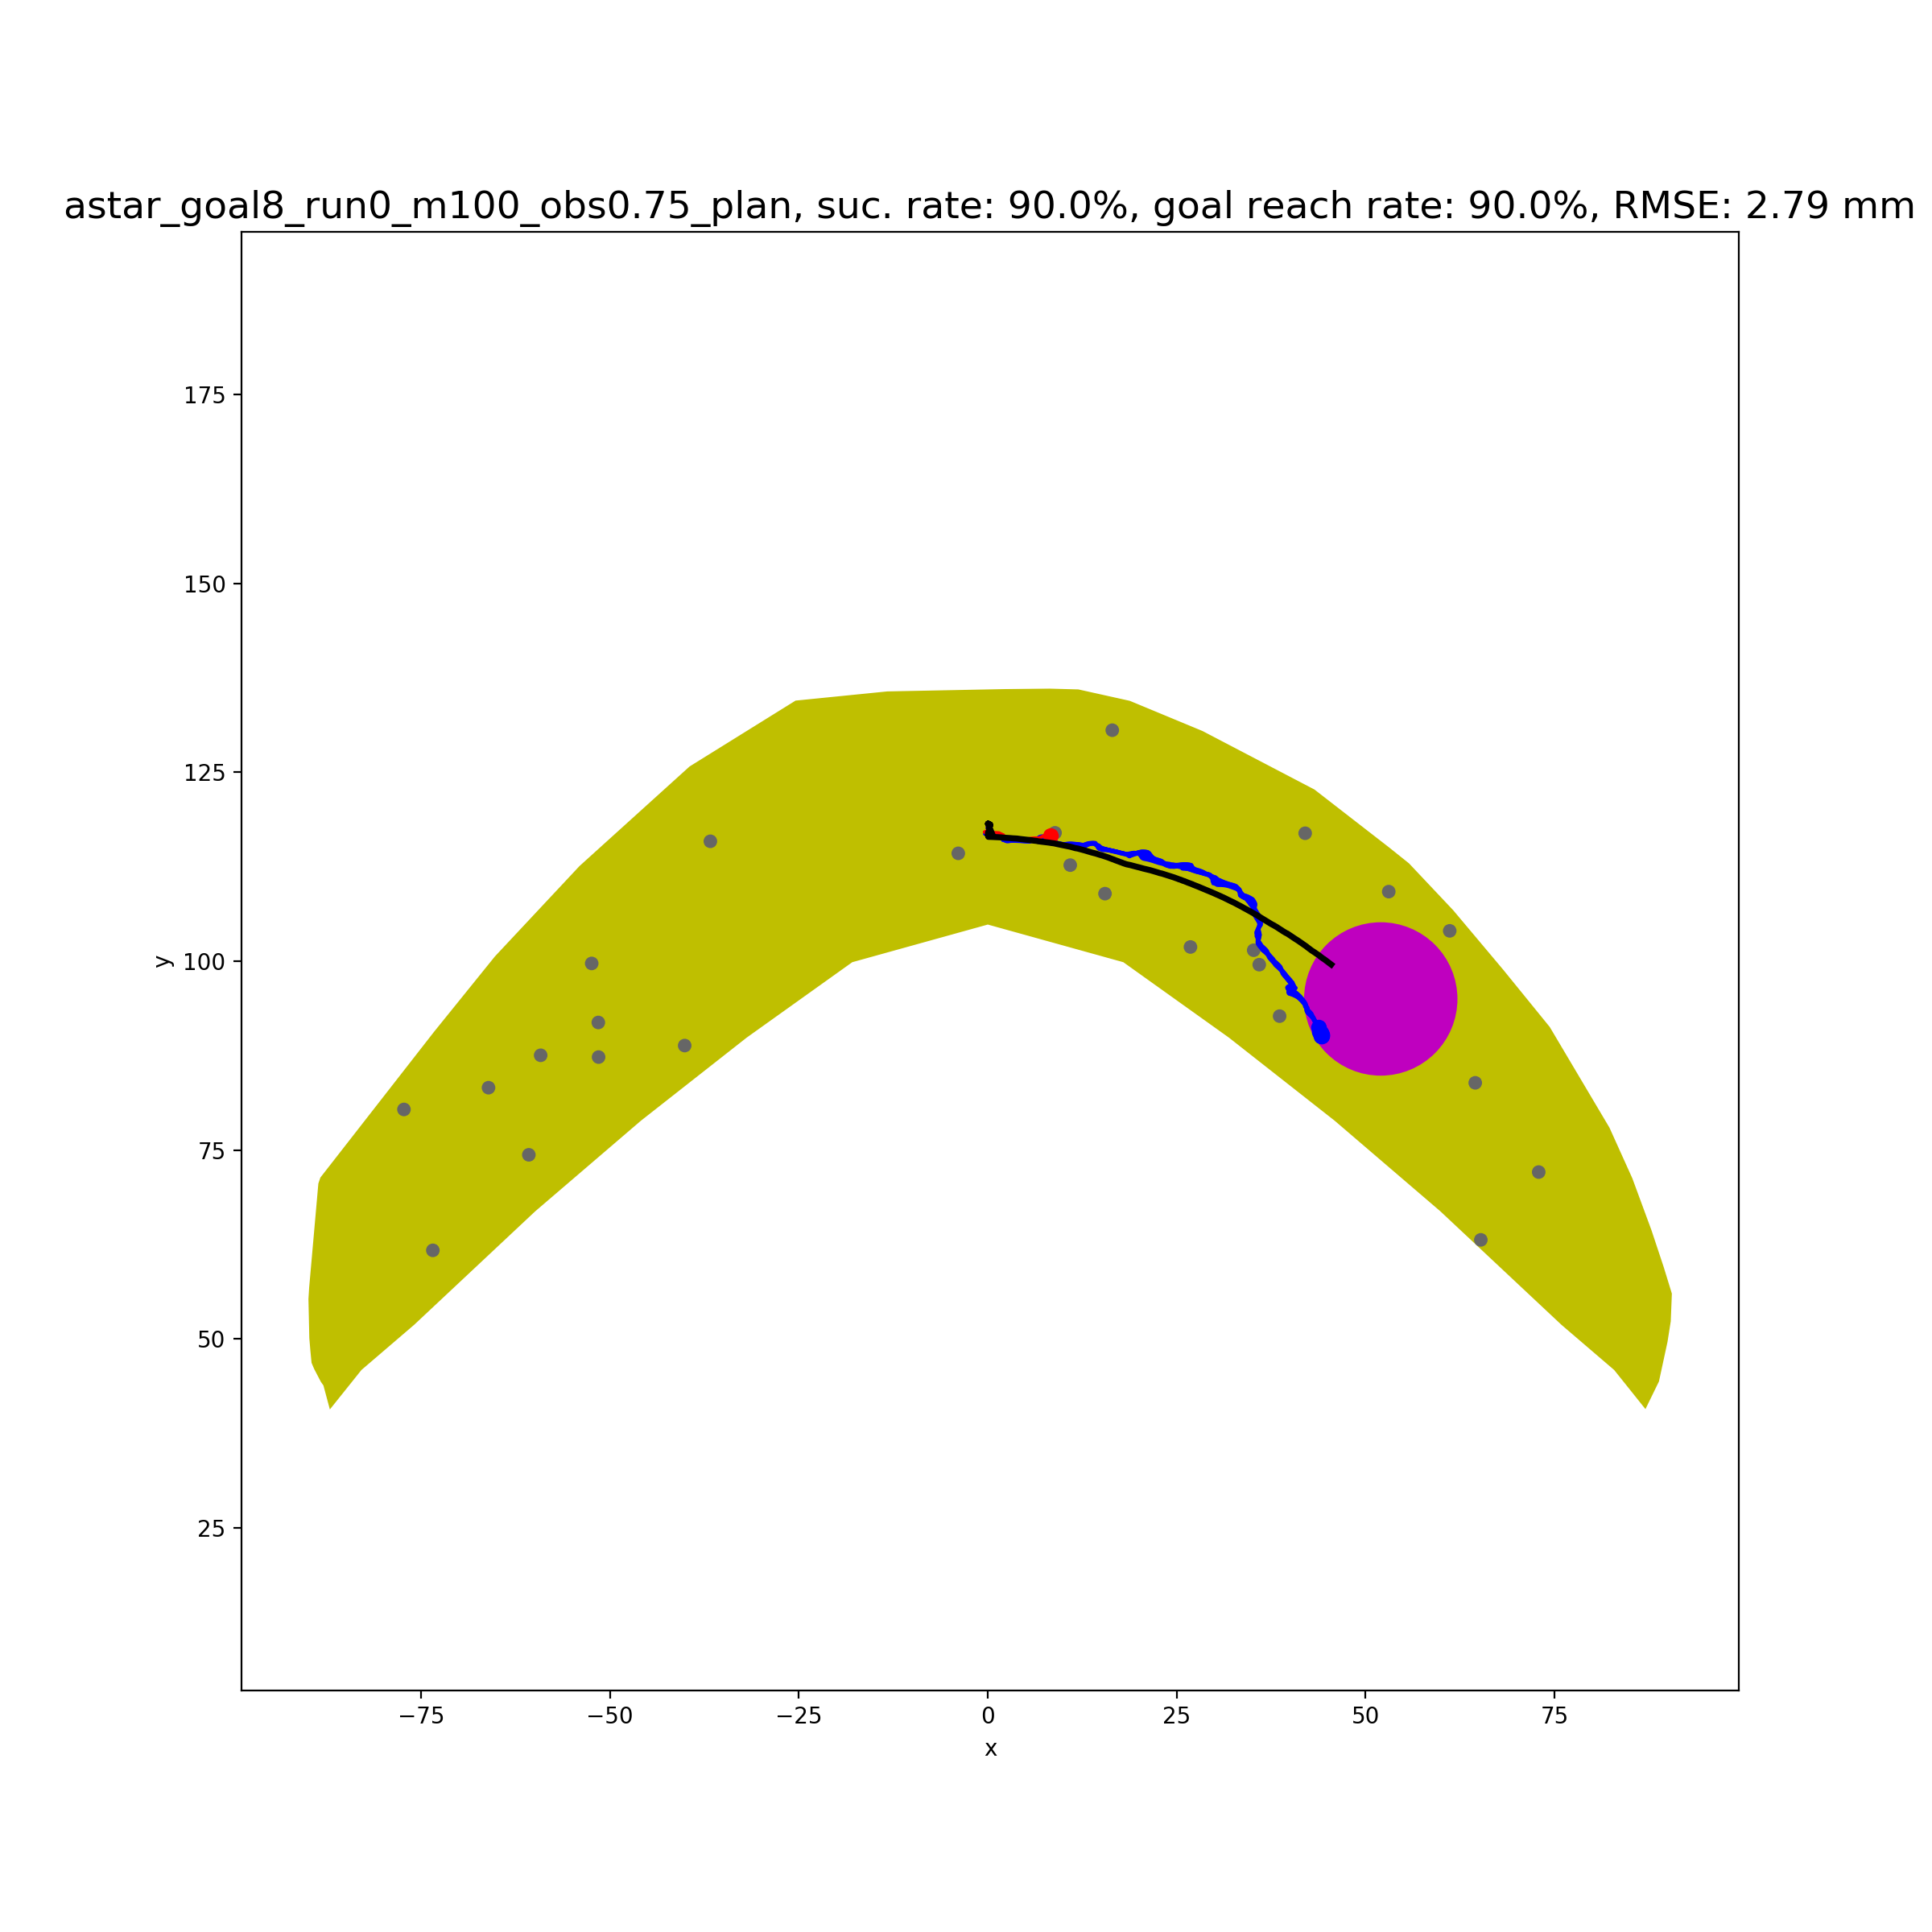 astar_goal8_run0_m100_obs0.75_plan, suc. rate: 90.0%, goal reach rate: 90.0%, RMSE: 2.79 mm
175
150
125
100
75
50
25
y
−75 −50 −25 0 25 50 75
x